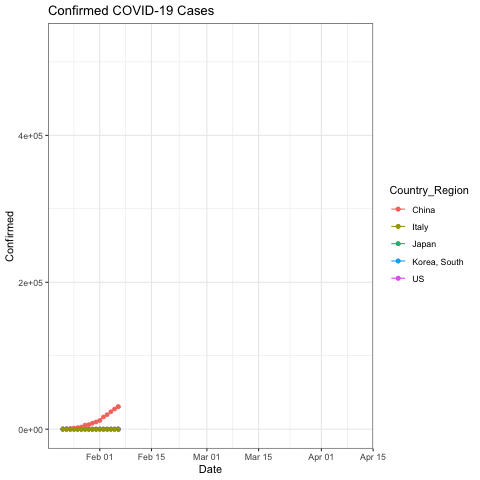 Confirmed COVID-19 Cases
Confirmed
4e+05
2e+05
0e+00
Feb 01
Feb 15
Mar 01
Mar 15
Apr 01
Apr 15
Date
Country_Region
China
Italy
Japan
Korea, South
US